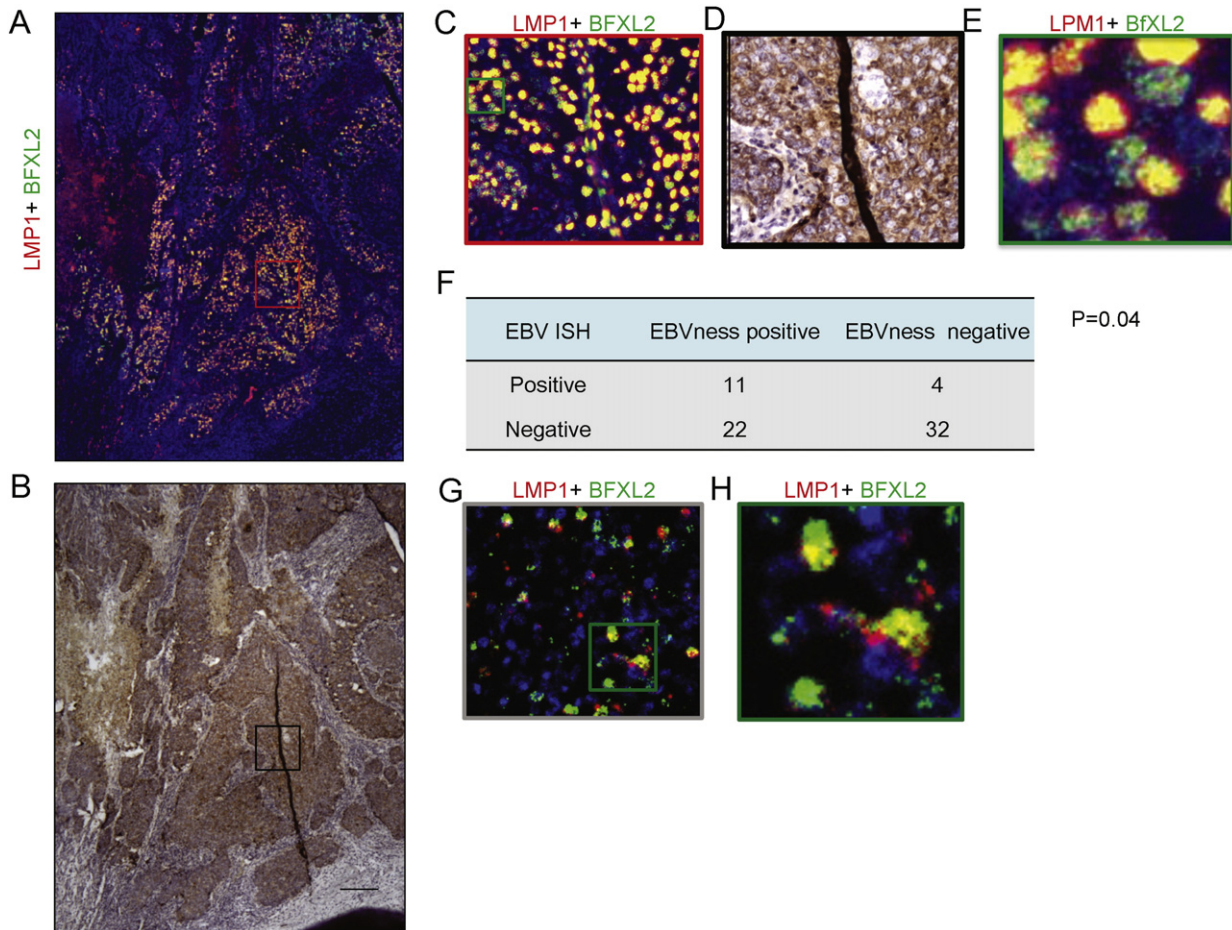 A
LMP1+ BFXL2
B
C
LMP1+ BFXL2
D
E
LPM1+ BfXL2
F
EBV ISH EBVness positive EBVness negative
Positive 11 4
Negative 22 32
P=0.04
G
LMP1+ BFXL2
H
LMP1+ BFXL2